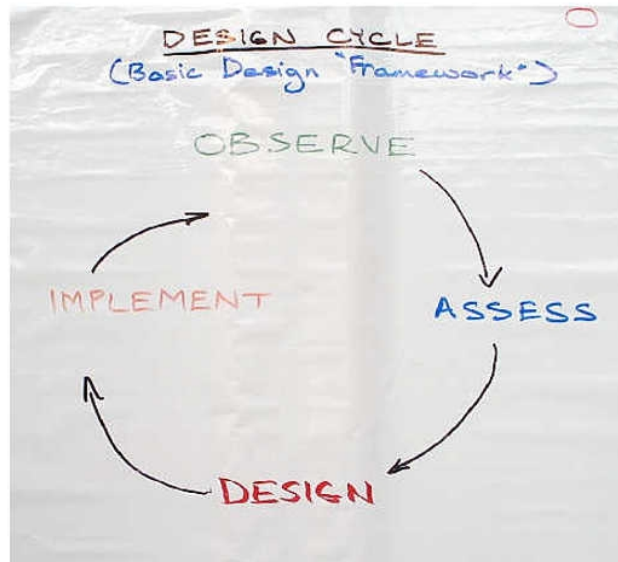 DESIGN CYCLE
(Basic Design "Framework")
OBSERVE
ASSESS
DESIGN
IMPLEMENT